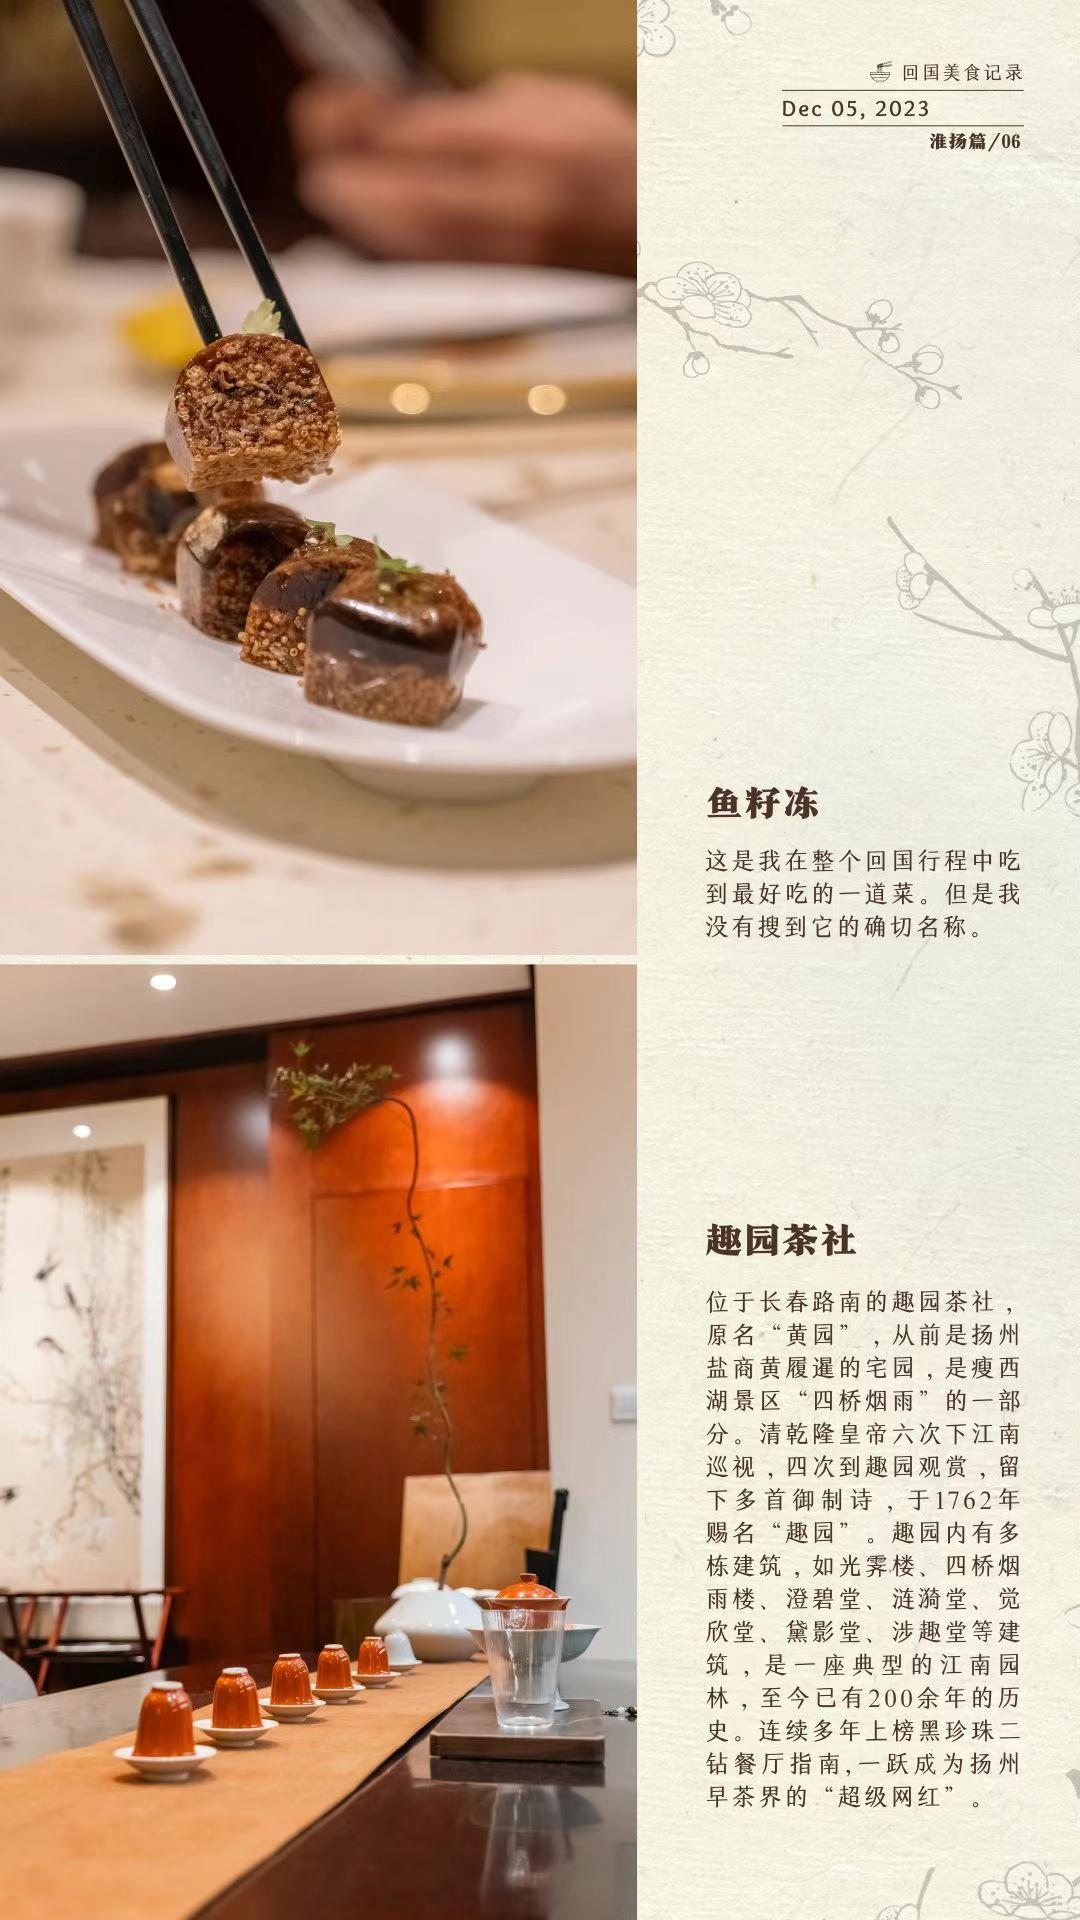 回国美食记录
Dec 05, 2023
淮扬篇/06
鱼籽冻
这是我在整个回国行程中吃
到最好吃的一道菜。但是我
没有搜到它的确切名称。
趣园茶社
位于长春路南的趣园茶社，
原名“黄园”，从前是扬州
盐商黄履暹的宅园，是瘦西
湖景区“四桥烟雨”的一部
分。清乾隆皇帝六次下江南
巡视，四次到趣园观赏，留
下多首御制诗，于1762年
赐名“趣园”。趣园内有多
栋建筑，如光霁楼、四桥烟
雨楼、澄碧堂、涟漪堂、觉
欣堂、黛影堂、涉趣堂等建
筑，是一座典型的江南园
林，至今已有200余年的历
史。连续多年上榜黑珍珠二
钻餐厅指南,一跃成为扬州
早茶界的“超级网红”。